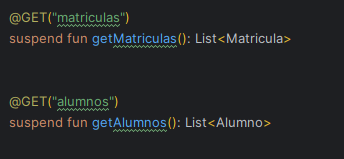 @GET("matriculas")
suspend fun getMatriculas(): List<Matricula>
@GET("alumnos")
suspend fun getAlumnos(): List<Alumno>